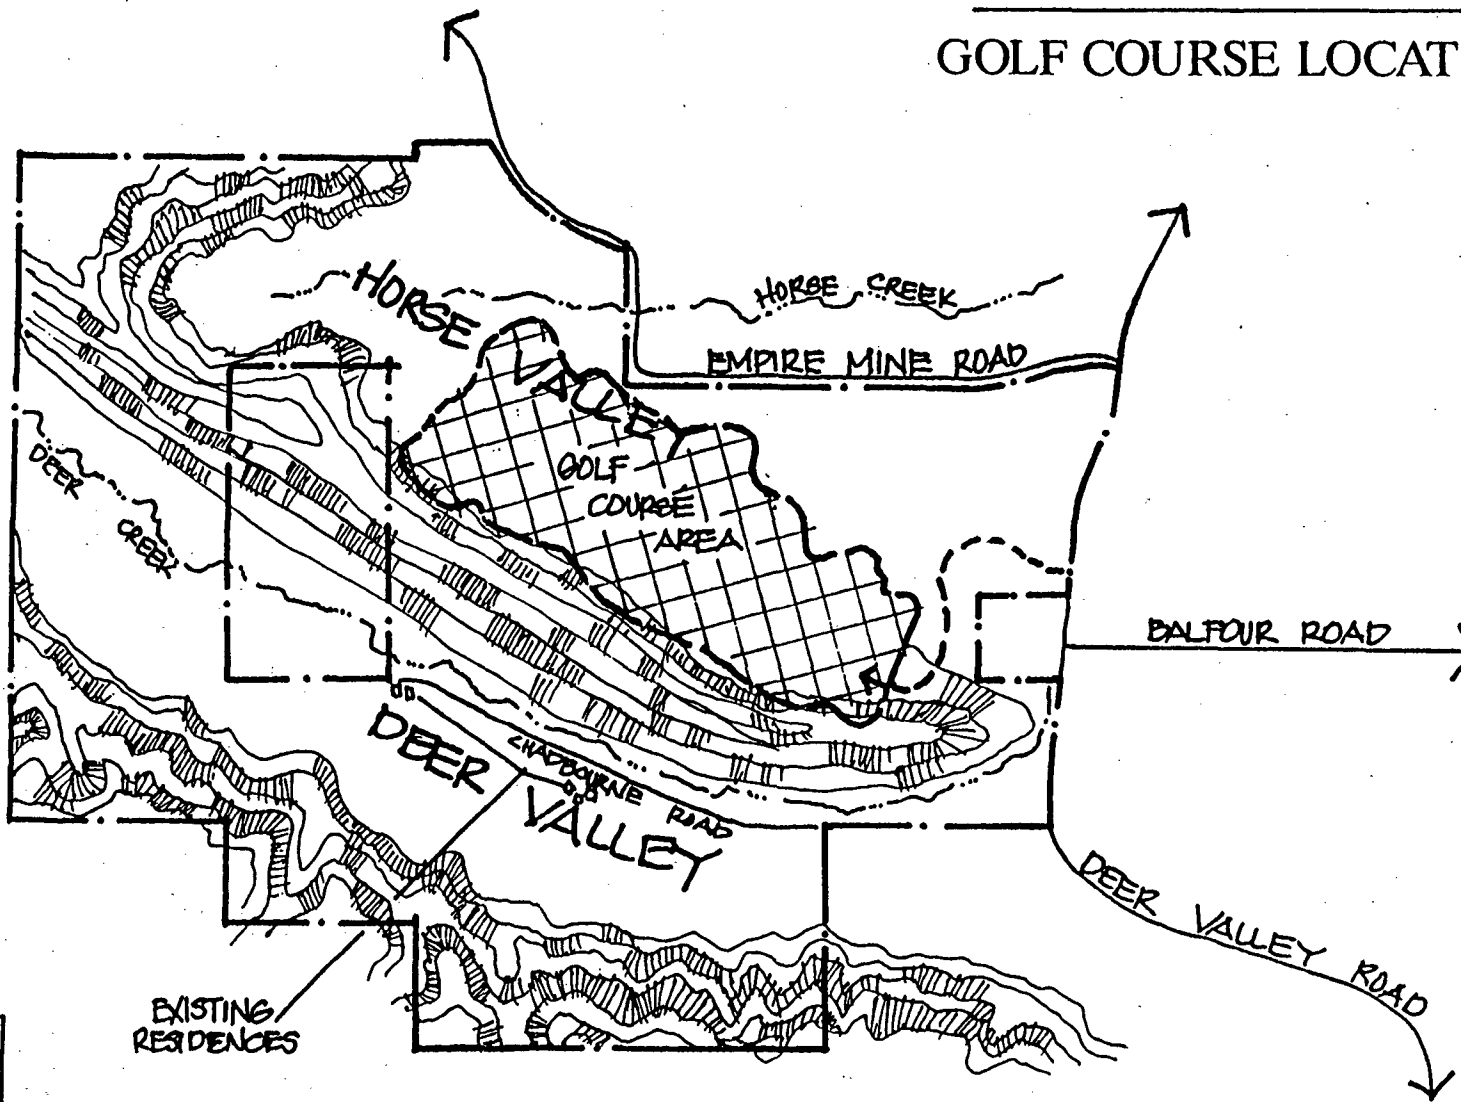 GOLF COURSE LOCAT
HORSE
VALLEY
HORSE CREEK
EMPIRE MINE ROAD
GOLF
COURSE
AREA
DEER
CREEK
BALFOUR ROAD
DEER
VALLEY
CHADBOURNE ROAD
DEER VALLEY ROAD
EXISTING
RESIDENCES